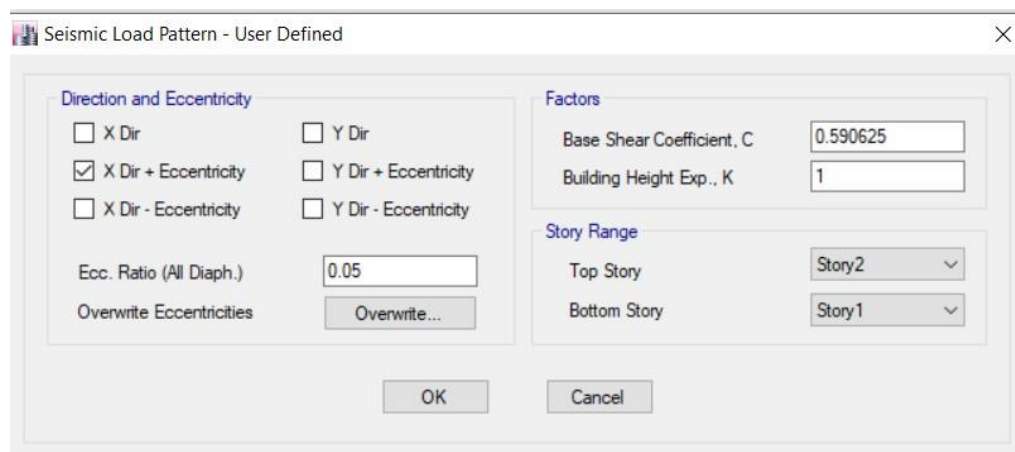 Seismic Load Pattern - User Defined
Direction and Eccentricity
X Dir
Y Dir
X Dir + Eccentricity
Y Dir + Eccentricity
X Dir - Eccentricity
Y Dir - Eccentricity
Ecc. Ratio (All Diaph.)
0.05
Overwrite Eccentricities
Overwrite...
Factors
Base Shear Coefficient, C
0.590625
Building Height Exp., K
1
Story Range
Top Story
Story2
Bottom Story
Story1
OK
Cancel